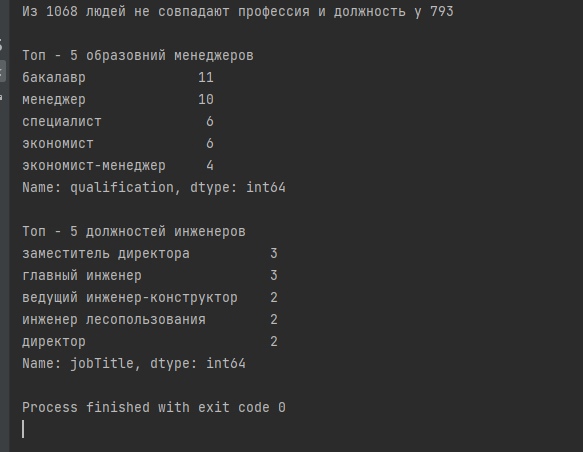 Из 1068 людей не совпадают профессия и должность у 793
Топ - 5 образовний менеджеров
бакалавр 11
менеджер 10
специалист 6
экономист 6
экономист-менеджер 4
Name: qualification, dtype: int64
Топ - 5 должностей инженеров
заместитель директора 3
главный инженер 3
ведущий инженер-конструктор 2
инженер лесопользования 2
директор 2
Name: jobTitle, dtype: int64
Process finished with exit code 0